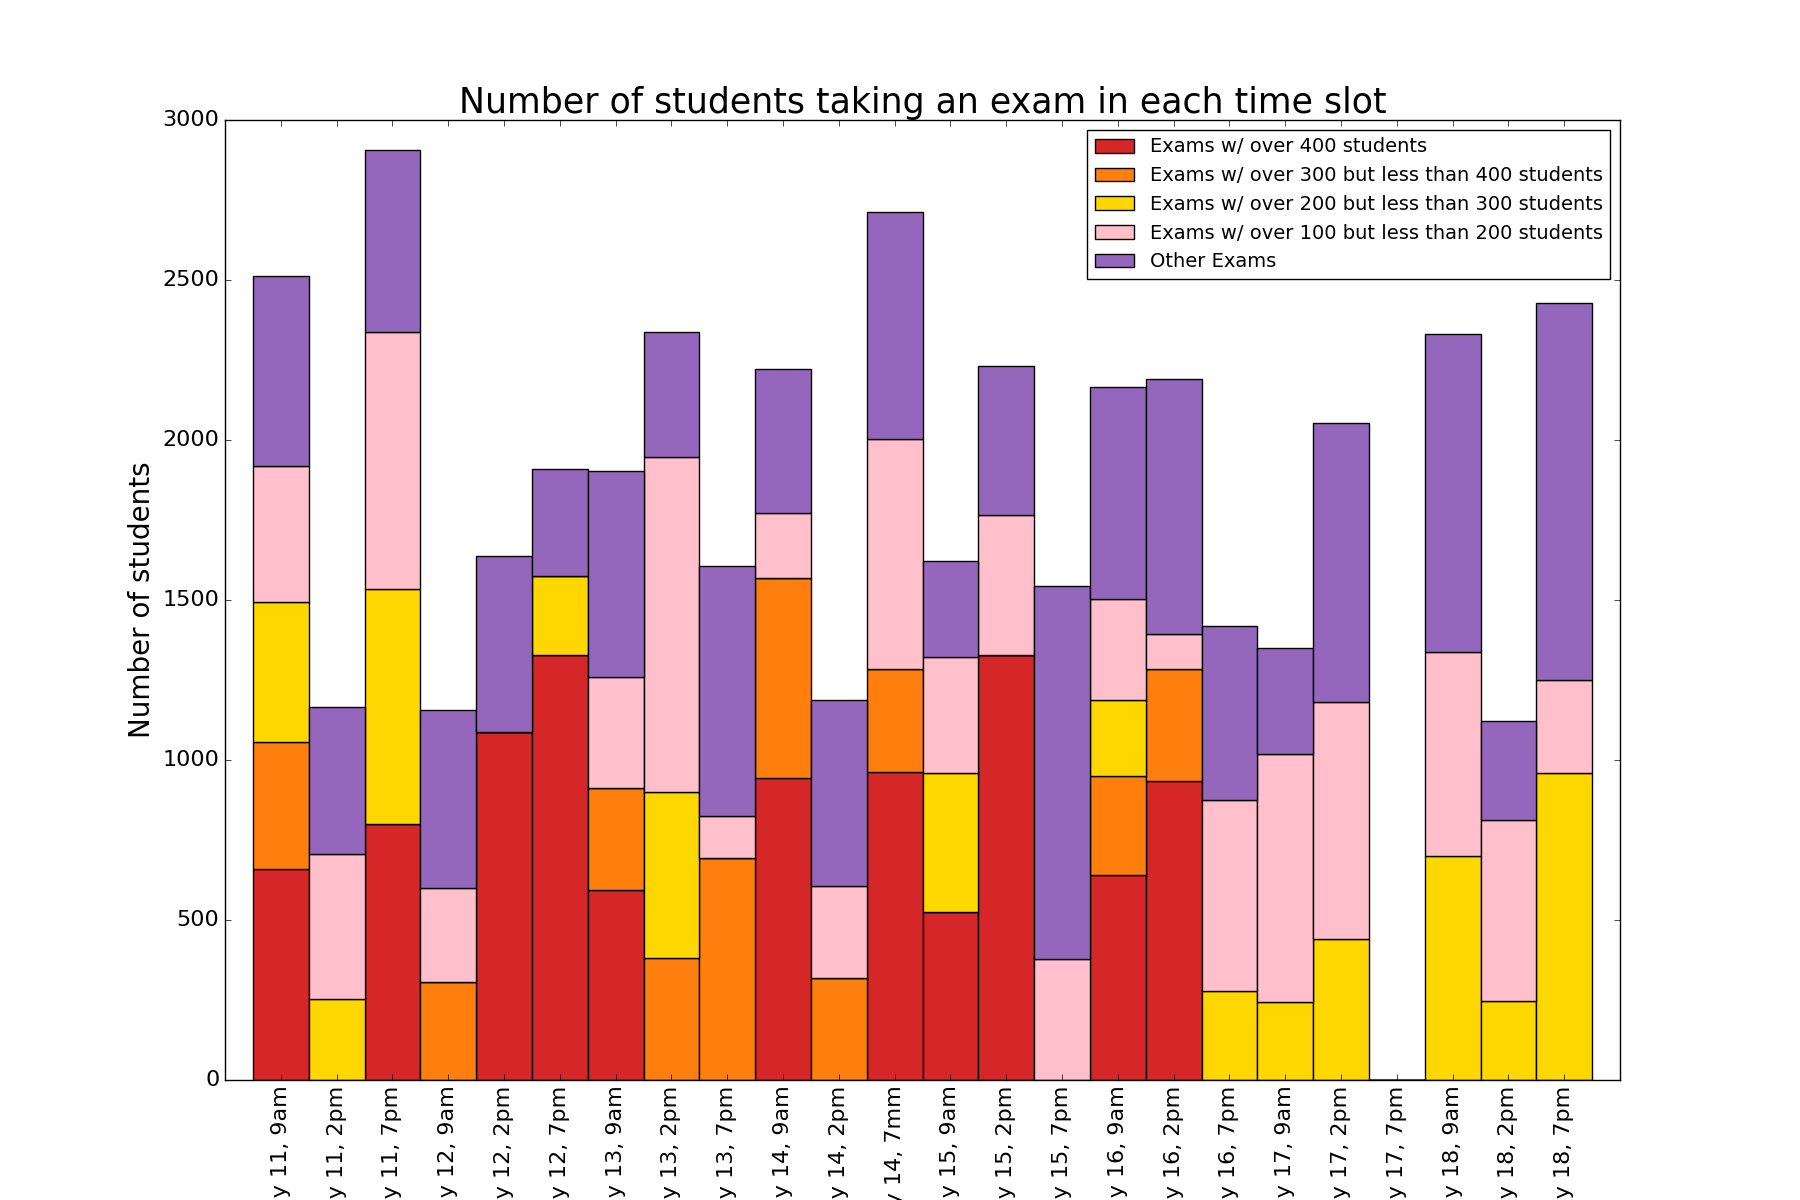 Number of students taking an exam in each time slot
Exams w/ over 400 students
Exams w/ over 300 but less than 400 students
Exams w/ over 200 but less than 300 students
Exams w/ over 100 but less than 200 students
Other Exams
Number of students
3000
2500
2000
1500
1000
500
0
y 11, 9am
y 11, 2pm
y 11, 7pm
y 12, 9am
y 12, 2pm
y 12, 7pm
y 13, 9am
y 13, 2pm
y 13, 7pm
y 14, 9am
y 14, 2pm
y 14, 7mm
y 15, 9am
y 15, 2pm
y 15, 7pm
y 16, 9am
y 16, 2pm
y 16, 7pm
y 17, 9am
y 17, 2pm
y 17, 7pm
y 18, 9am
y 18, 2pm
y 18, 7pm